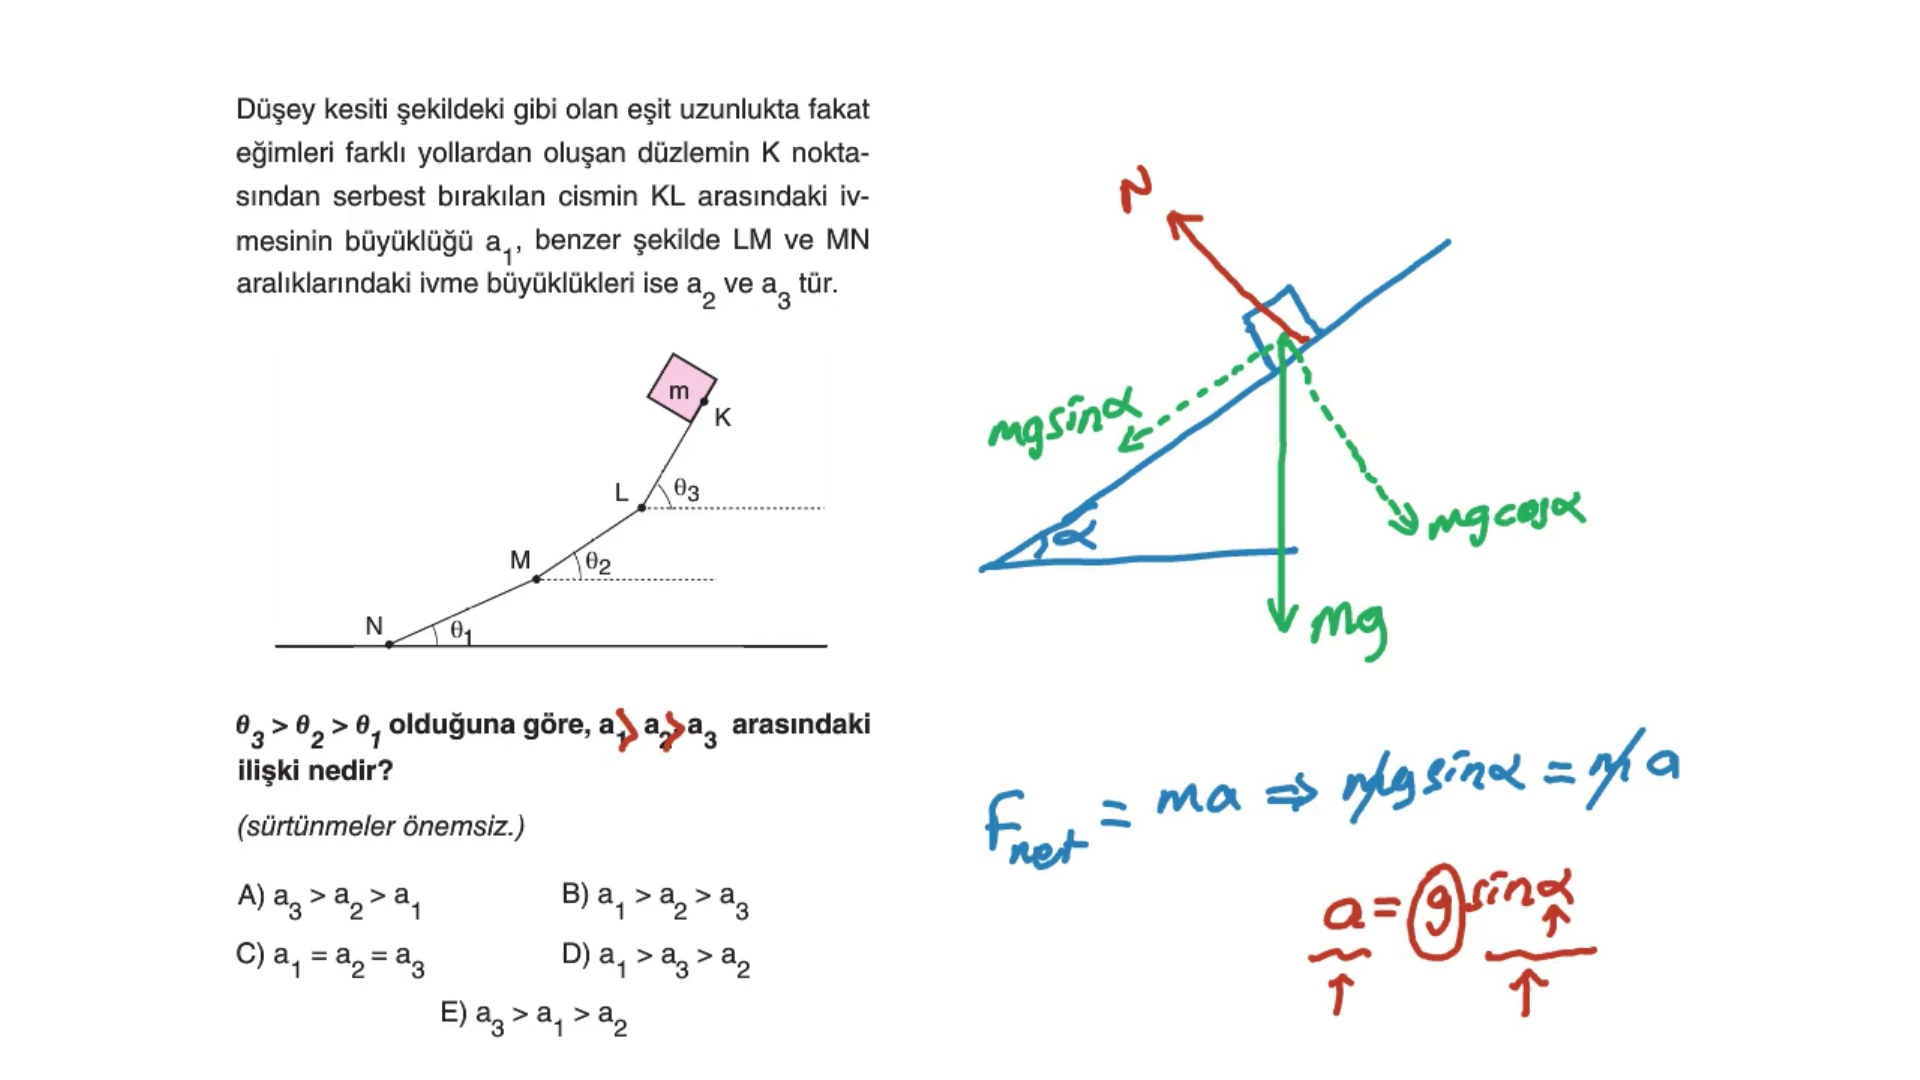 Düşey kesiti şekildeki gibi olan eşit uzunlukta fakat
eğimleri farklı yollardan oluşan düzlemin K nokta-
sından serbest bırakılan cismin KL arasındaki iv-
mesinin büyüklüğü a₁, benzer şekilde LM ve MN
aralıklarındaki ivme büyüklükleri ise a₂ ve a₃ tür.
m
K
L
θ₃
M
θ₂
N
θ₁
θ₃ > θ₂ > θ₁ olduğuna göre, a₁ > a₂ > a₃ arasındaki
ilişki nedir?
(sürtünmeler önemsiz.)
A) a₃ > a₂ > a₁
B) a₁ > a₂ > a₃
C) a₁ = a₂ = a₃
D) a₁ > a₃ > a₂
E) a₃ > a₁ > a₂
N
mgsinα
mgcosα
α
mg
Fnet = ma ⇒ mgsinα = ma
a = g sinα